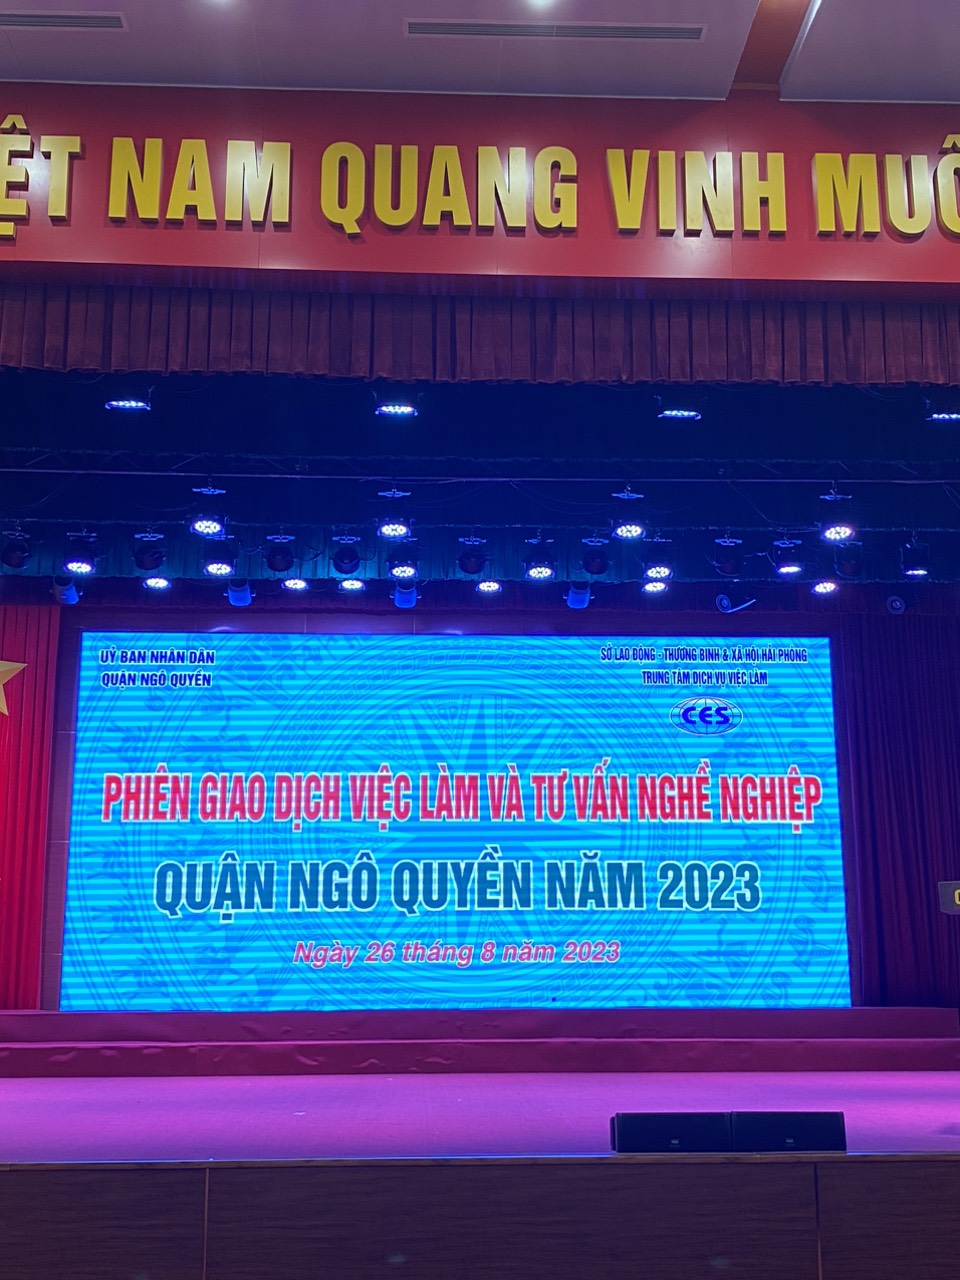 ỆT NAM QUANG VINH MUÔ
UỶ BAN NHÂN DÂN
QUẬN NGÔ QUYỀN
SỞ LAO ĐỘNG - THƯƠNG BINH & XÃ HỘI HẢI PHÒNG
TRUNG TÂM DỊCH VỤ VIỆC LÀM
CES
PHIÊN GIAO DỊCH VIỆC LÀM VÀ TƯ VẤN NGHỀ NGHIỆP
QUẬN NGÔ QUYỀN NĂM 2023
Ngày 26 tháng 8 năm 2023